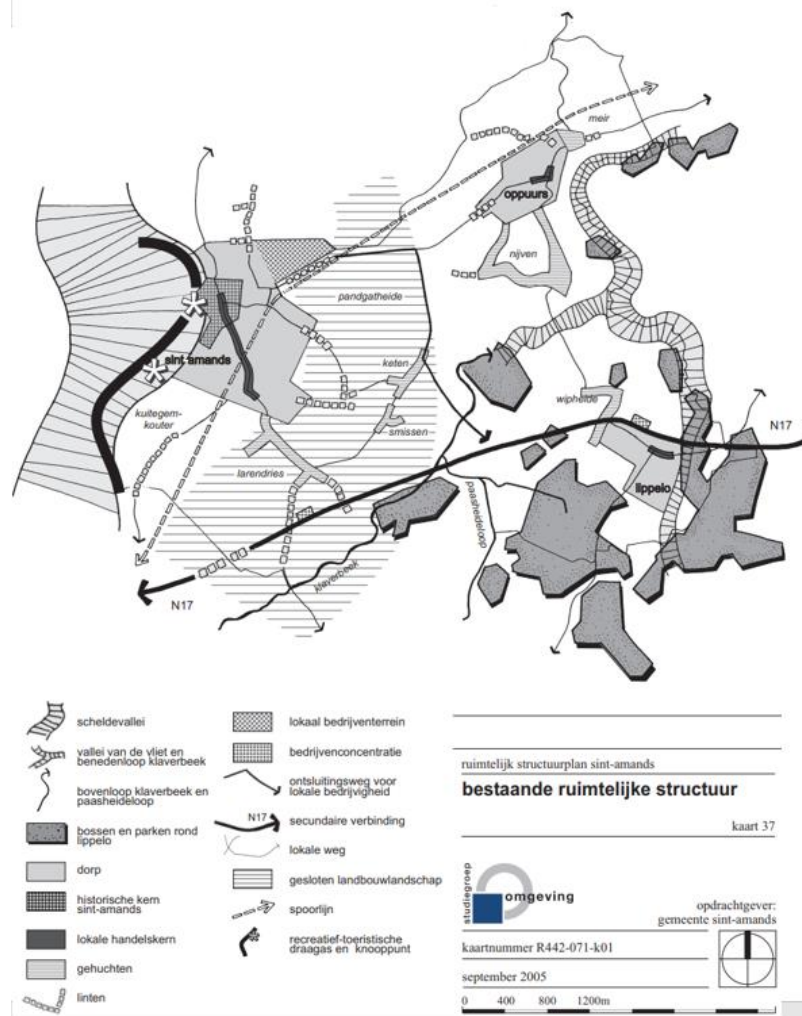 meir
oppuurs
nijven
pandgatheide
keten
sint amands
kuitegem-
kouter
smissen
wipheide
N17
larendries
lippelo
paasheideloop
klaverbeek
N17
scheldevallei
vallei van de vliet en
benedenloop klaverbeek
bovenloop klaverbeek en
paasheideloop
bossen en parken rond
lippelo
dorp
historische kern
sint-amands
lokale handelskern
gehuchten
linten
lokaal bedrijventerrein
bedrijvenconcentratie
ontsluitingsweg voor
lokale bedrijvigheid
N17
secundaire verbinding
lokale weg
gesloten landbouwlandschap
spoorlijn
recreatief-toeristische
draagas en knooppunt
ruimtelijk structuurplan sint-amands
bestaande ruimtelijke structuur
kaart 37
studiegroep
omgeving
opdrachtgever:
gemeente sint-amands
kaartnummer R442-071-k01
september 2005
0 400 800 1200m